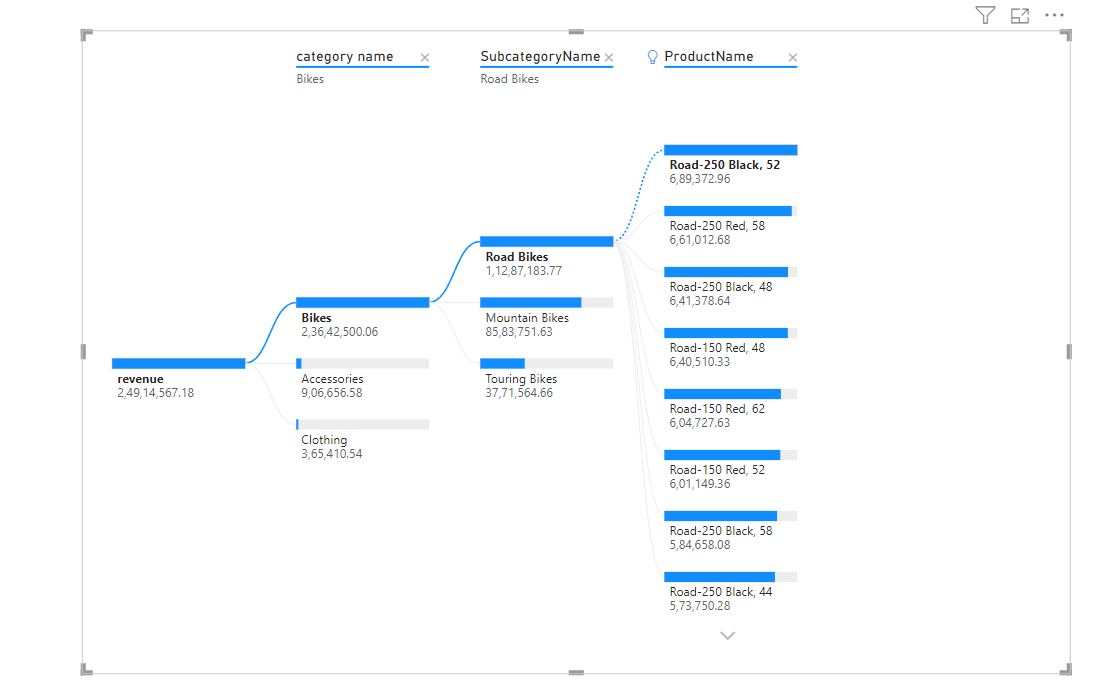 category name
Bikes
SubcategoryName
Road Bikes
ProductName
revenue
2,49,14,567.18
Bikes
2,36,42,500.06
Accessories
9,06,656.58
Clothing
3,65,410.54
Road Bikes
1,12,87,183.77
Mountain Bikes
85,83,751.63
Touring Bikes
37,71,564.66
Road-250 Black, 52
6,89,372.96
Road-250 Red, 58
6,61,012.68
Road-250 Black, 48
6,41,378.64
Road-150 Red, 48
6,40,510.33
Road-150 Red, 62
6,04,727.63
Road-150 Red, 52
6,01,149.36
Road-250 Black, 58
5,84,658.08
Road-250 Black, 44
5,73,750.28